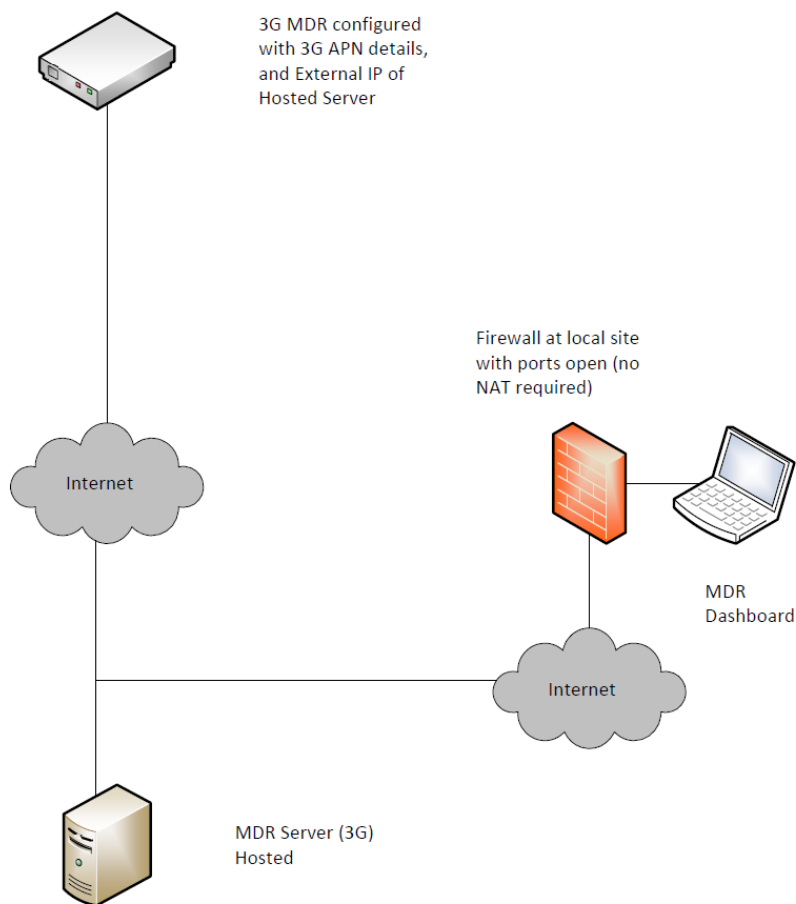 3G MDR configured
with 3G APN details,
and External IP of
Hosted Server
Firewall at local site
with ports open (no
NAT required)
Internet
MDR
Dashboard
Internet
MDR Server (3G)
Hosted